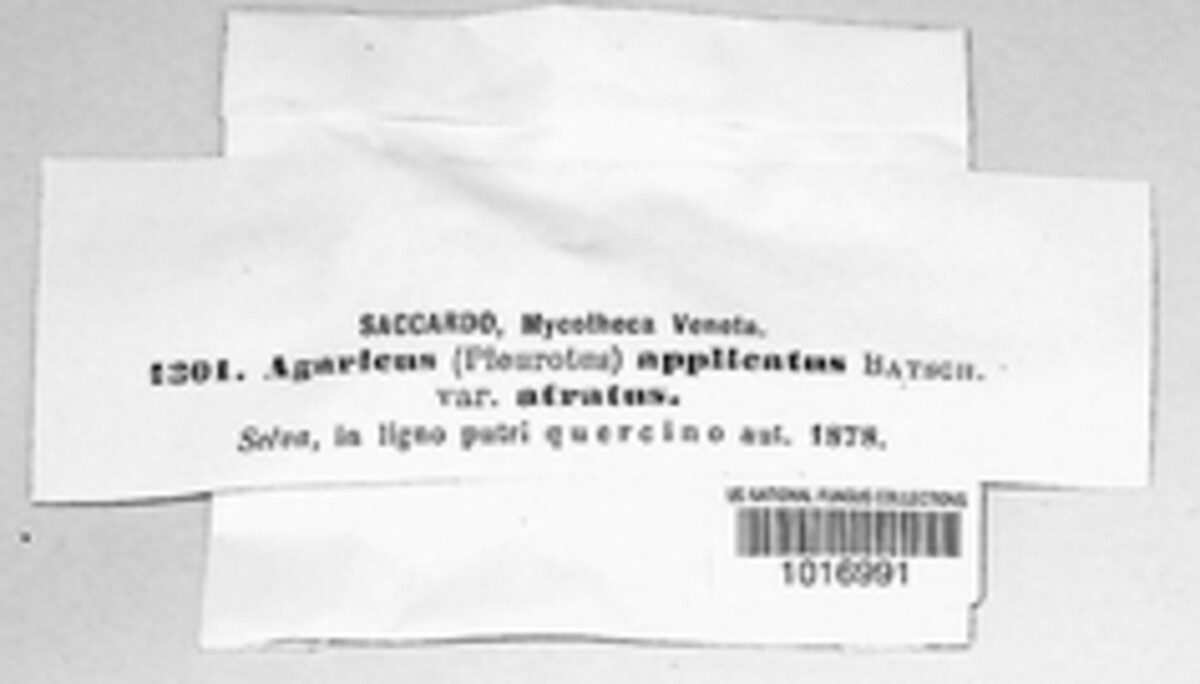 SACCARDO, Mycotheca Veneta.
1301. Agaricus (Pleurotus) applicatus BATSCH.
var. atratus.
Selva, in ligno putri quercino aut. 1878.
US NATIONAL FUNGUS COLLECTIONS
1016991